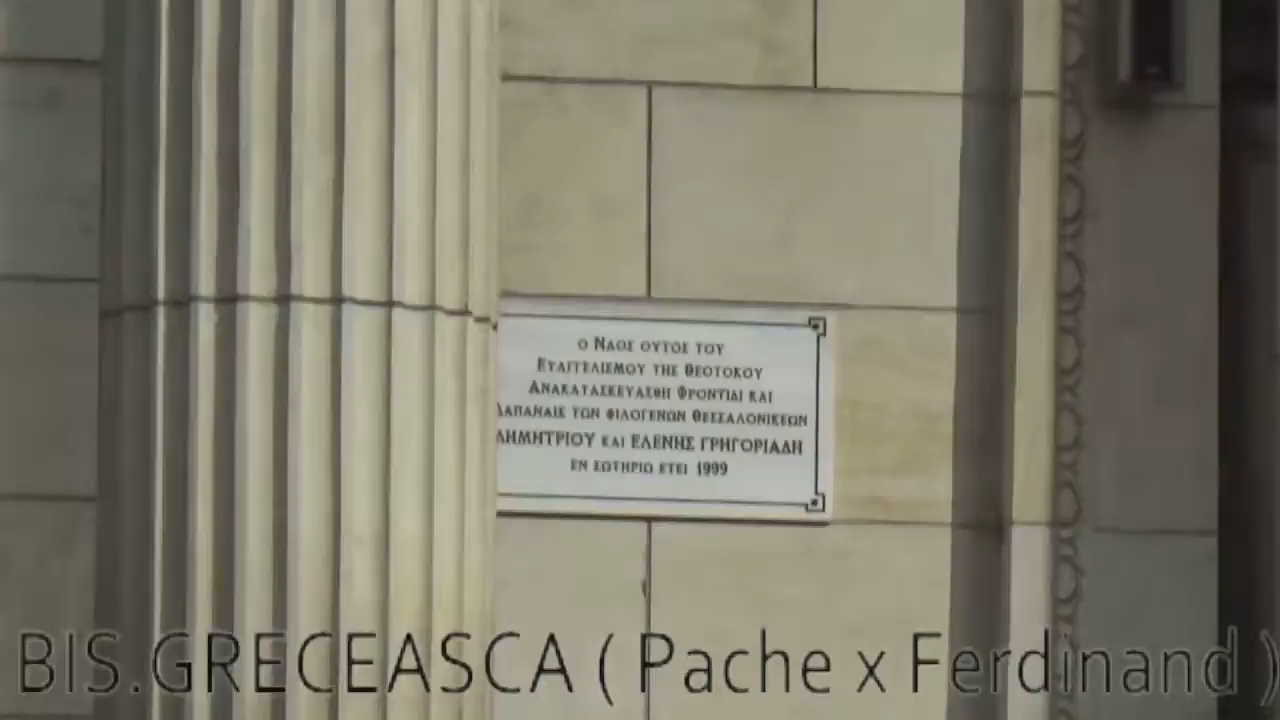 Ο ΝΑΟΣ ΟΥΤΟΣ ΤΟΥ
ΕΥΑΓΓΕΛΙΣΜΟΥ ΤΗΣ ΘΕΟΤΟΚΟΥ
ΑΝΑΚΑΤΑΣΚΕΥΑΣΘΗ ΦΡΟΝΤΙΔΙ ΚΑΙ
ΔΑΠΑΝΑΙΣ ΤΩΝ ΦΙΛΟΓΕΝΩΝ ΘΕΣΣΑΛΟΝΙΚΕΩΝ
ΔΗΜΗΤΡΙΟΥ ΚΑΙ ΕΛΕΝΗΣ ΓΡΗΓΟΡΙΑΔΗ
ΕΝ ΣΩΤΗΡΙΩ ΕΤΕΙ 1999
BIS.GRECEASCA ( Pache x Ferdinand )